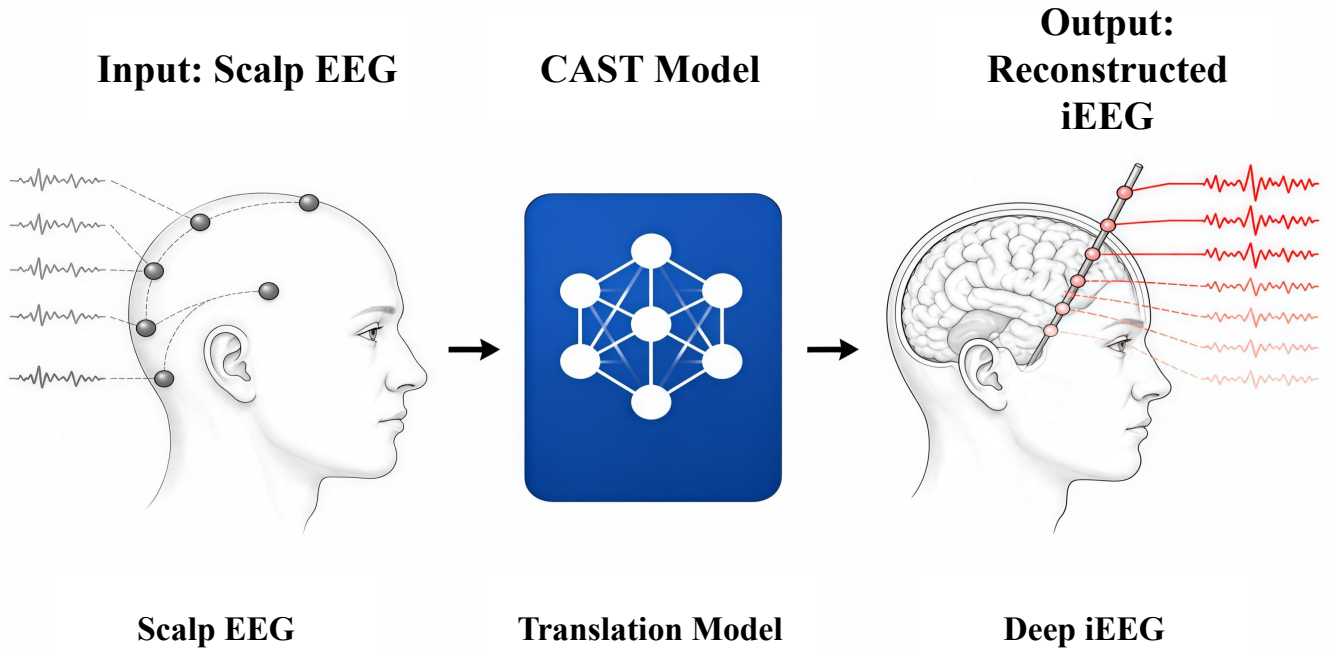 Input: Scalp EEG
CAST Model
Output:
Reconstructed
iEEG
Scalp EEG
Translation Model
Deep iEEG